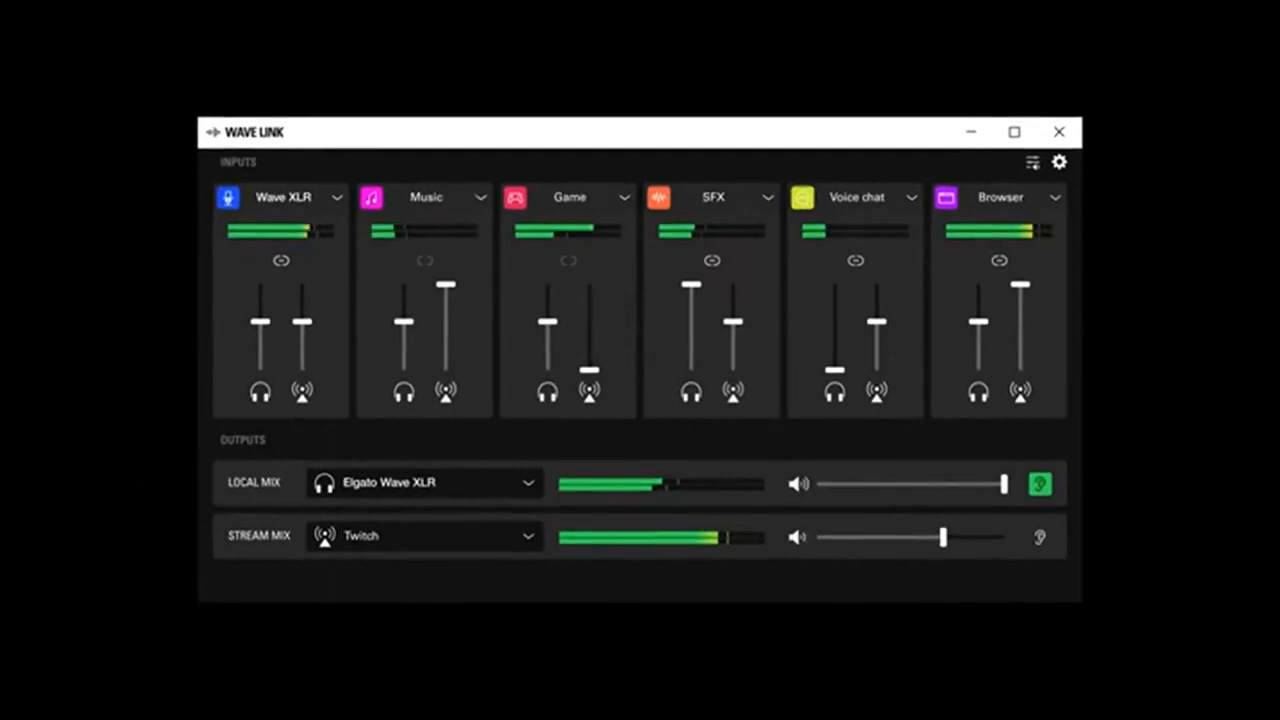 WAVE LINK
INPUTS
Wave XLR
Music
Game
SFX
Voice chat
Browser
OUTPUTS
LOCAL MIX
Elgato Wave XLR
STREAM MIX
Twitch